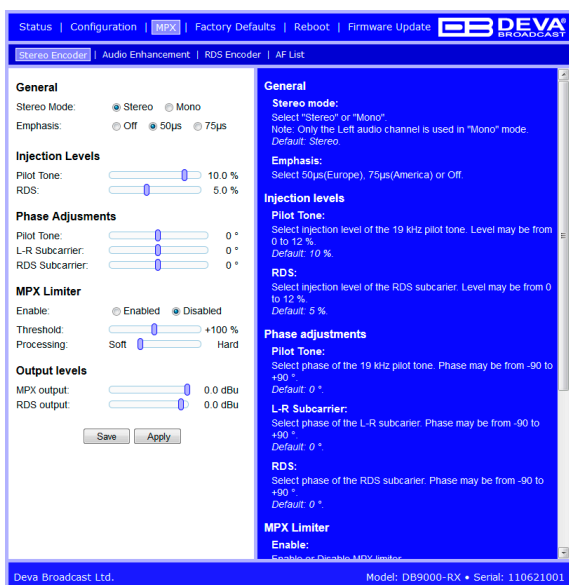 Status | Configuration | MPX | Factory Defaults | Reboot | Firmware Update
DEVA®
BROADCAST
Stereo Encoder | Audio Enhancement | RDS Encoder | AF List
General
Stereo Mode: Stereo Mono
Emphasis: Off 50µs 75µs
Injection Levels
Pilot Tone: 10.0 %
RDS: 5.0 %
Phase Adjusments
Pilot Tone: 0 °
L-R Subcarrier: 0 °
RDS Subcarrier: 0 °
MPX Limiter
Enable: Enabled Disabled
Threshold: +100 %
Processing: Soft Hard
Output levels
MPX output: 0.0 dBu
RDS output: 0.0 dBu
Save Apply
General
Stereo mode:
Select "Stereo" or "Mono".
Note: Only the Left audio channel is used in "Mono" mode.
Default: Stereo.
Emphasis:
Select 50µs(Europe), 75µs(America) or Off.
Injection levels
Pilot Tone:
Select injection level of the 19 kHz pilot tone. Level may be from
0 to 12 %.
Default: 10 %.
RDS:
Select injection level of the RDS subcarier. Level may be from 0
to 12 %.
Default: 5 %.
Phase adjustments
Pilot Tone:
Select phase of the 19 kHz pilot tone. Phase may be from -90 to
+90 °.
Default: 0 °.
L-R Subcarrier:
Select phase of the L-R subcarier. Phase may be from -90 to
+90 °.
Default: 0 °.
RDS:
Select phase of the RDS subcarier. Phase may be from -90 to
+90 °.
Default: 0 °.
MPX Limiter
Enable:
Enable or Disable MPX limiter
Deva Broadcast Ltd.
Model: DB9000-RX • Serial: 110621001